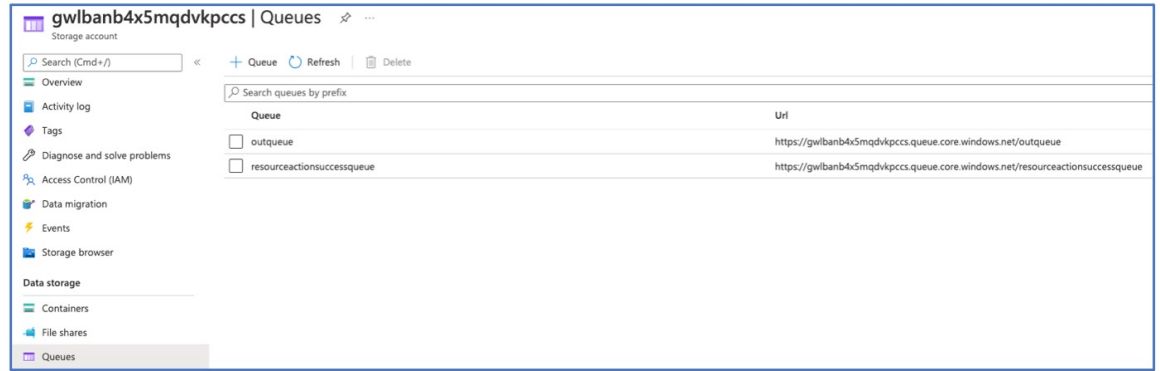 gwlbanb4x5mqdvkpccs | Queues
Storage account
Search (Cmd+/)
Overview
Activity log
Tags
Diagnose and solve problems
Access Control (IAM)
Data migration
Events
Storage browser
Data storage
Containers
File shares
Queues
+ Queue Refresh | Delete
Search queues by prefix
Queue Url
outqueue https://gwlbanb4x5mqdvkpccs.queue.core.windows.net/outqueue
resourceactionsuccessqueue https://gwlbanb4x5mqdvkpccs.queue.core.windows.net/resourceactionsuccessqueue